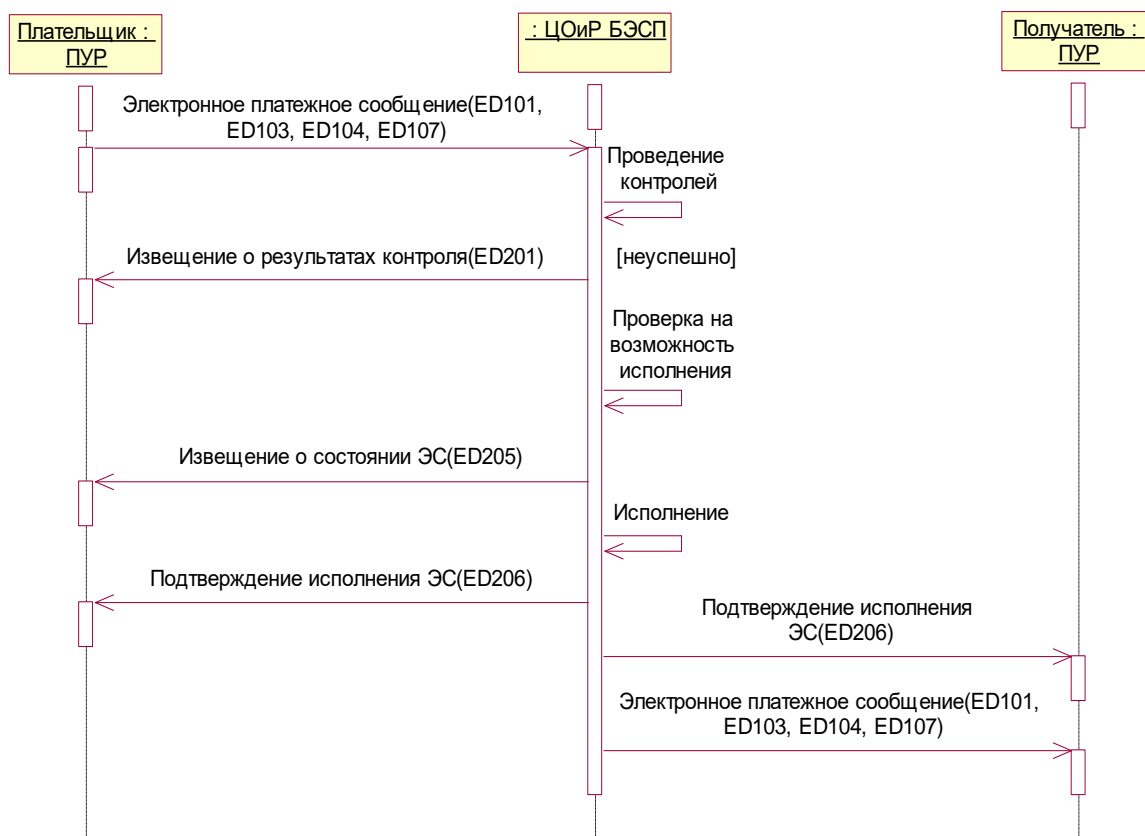 Плательщик :
ПУР
: ЦОиР БЭСП
Получатель :
ПУР
Электронное платежное сообщение(ED101,
ED103, ED104, ED107)
Проведение
контролей
Извещение о результатах контроля(ED201)
[неуспешно]
Проверка на
возможность
исполнения
Извещение о состоянии ЭС(ED205)
Исполнение
Подтверждение исполнения ЭС(ED206)
Подтверждение исполнения
ЭС(ED206)
Электронное платежное сообщение(ED101,
ED103, ED104, ED107)